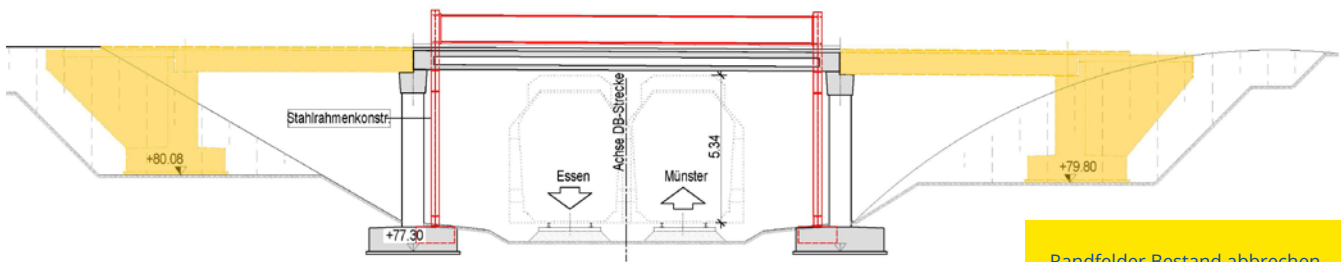 Stahlrahmenkonstr.
Achse DB-Strecke
5.34
+80.08
Essen
Münster
+79.80
+77.30
Randfelder Bestand abbrechen